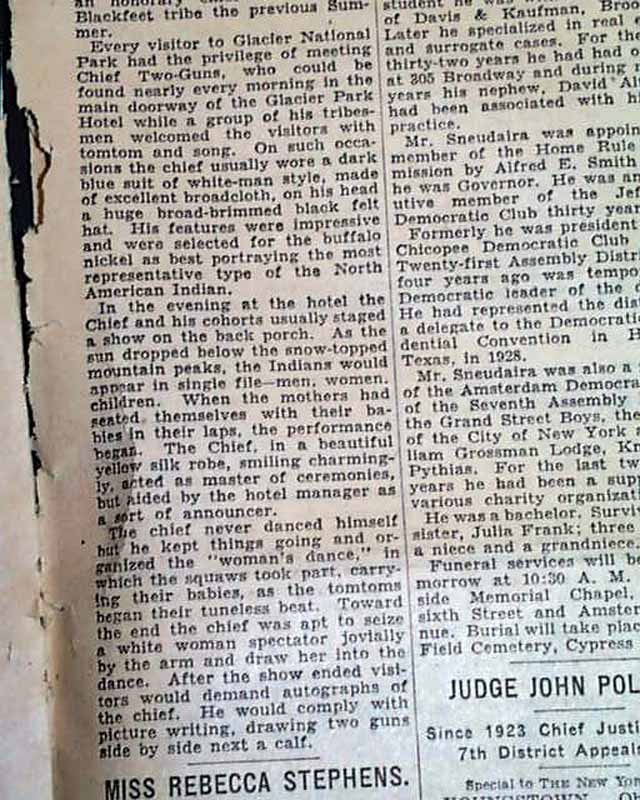 an honorary
Blackfeet tribe the previous Sum-
mer.
Every visitor to Glacier National
Park had the privilege of meeting
Chief Two-Guns, who could be
found nearly every morning in the
main doorway of the Glacier Park
Hotel while a group of his tribes-
men welcomed the visitors with
tomtom and song. On such occa-
sions the chief usually wore a dark
blue suit of white-man style, made
of excellent broadcloth, on his head
a huge broad-brimmed black felt
hat. His features were impressive
and were selected for the buffalo
nickel as best portraying the most
representative type of the North
American Indian.
In the evening at the hotel the
Chief and his cohorts usually staged
a show on the back porch. As the
sun dropped below the snow-topped
mountain peaks, the Indians would
appear in single file—men, women,
children. When the mothers had
seated themselves with their ba-
bies in their laps, the performance
began. The Chief, in a beautiful
yellow silk robe, smiling charming-
ly, acted as master of ceremonies,
but aided by the hotel manager as
a sort of announcer.
The chief never danced himself
but he kept things going and or-
ganized the "woman's dance," in
which the squaws took part, carry-
ing their babies, as the tomtoms
began their tuneless beat. Toward
the end the chief was apt to seize
a white woman spectator jovially
by the arm and draw her into the
dance. After the show ended visi-
tors would demand autographs of
the chief. He would comply with
picture writing, drawing two guns
side by side next a calf.
MISS REBECCA STEPHENS.
student he was
of Davis & Kaufman, Broo
Later he specialized in real
and surrogate cases. For the
thirty-two years he had had o
at 305 Broadway and during
years his nephew, David Al
had been associated with h
practice.
Mr. Sneudaira was appoin
member of the Home Rule
mission by Alfred E. Smith
he was Governor. He was an
utive member of the Jef
Democratic Club thirty year
Formerly he was president
Chicopee Democratic Club
Twenty-first Assembly Distri
four years ago was tempo
Democratic leader of the d
He had represented the dis
a delegate to the Democrati
dential Convention in H
Texas, in 1928.
Mr. Sneudaira was also a
of the Amsterdam Democra
of the Seventh Assembly
the Grand Street Boys, the
of the City of New York a
liam Grossman Lodge, Kn
Pythias. For the last tw
years he had been a supp
various charity organizati
He was a bachelor. Surviv
sister, Julia Frank; three
a niece and a grandniece.
Funeral services will be
morrow at 10:30 A. M.
side Memorial Chapel,
sixth Street and Amster
nue. Burial will take plac
Field Cemetery, Cypress
JUDGE JOHN POL
Since 1923 Chief Justi
7th District Appeals
Special to THE NEW YO